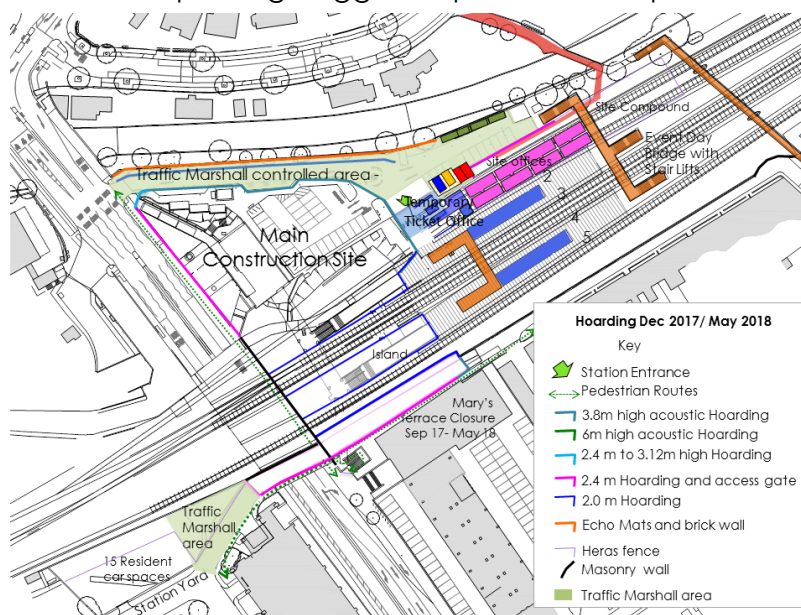 Site Compound
Event Day
Bridge with
Stair Lifts
Site offices
2
3
4
5
Traffic Marshall controlled area -
Temporary
Ticket Office
Main
Construction Site
Island
Mary's
Terrace Closure
Sep 17- May 18
Traffic
Marshall
area
15 Resident
car spaces
Station Yard
Hoarding Dec 2017/ May 2018
Key
Station Entrance
Pedestrian Routes
3.8m high acoustic Hoarding
6m high acoustic Hoarding
2.4 m to 3.12m high Hoarding
2.4 m Hoarding and access gate
2.0 m Hoarding
Echo Mats and brick wall
Heras fence
Masonry wall
Traffic Marshall area